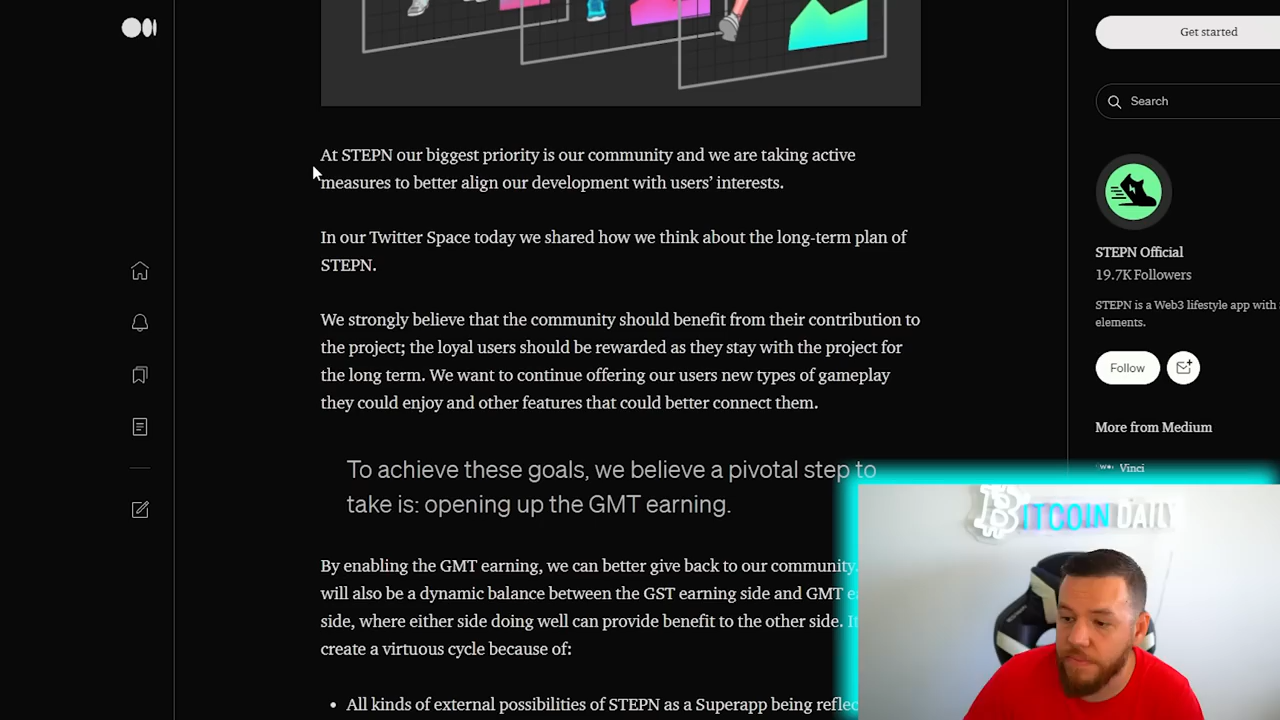 Get started
Search
At STEPN our biggest priority is our community and we are taking active
measures to better align our development with users’ interests.
In our Twitter Space today we shared how we think about the long-term plan of
STEPN.
STEPN Official
19.7K Followers
STEPN is a Web3 lifestyle app with
elements.
We strongly believe that the community should benefit from their contribution to
the project; the loyal users should be rewarded as they stay with the project for
the long term. We want to continue offering our users new types of gameplay
they could enjoy and other features that could better connect them.
Follow
More from Medium
Vinci
To achieve these goals, we believe a pivotal step to
take is: opening up the GMT earning.
BITCOIN DAILY
By enabling the GMT earning, we can better give back to our community.
will also be a dynamic balance between the GST earning side and GMT
side, where either side doing well can provide benefit to the other side.
create a virtuous cycle because of:
• All kinds of external possibilities of STEPN as a Superapp being